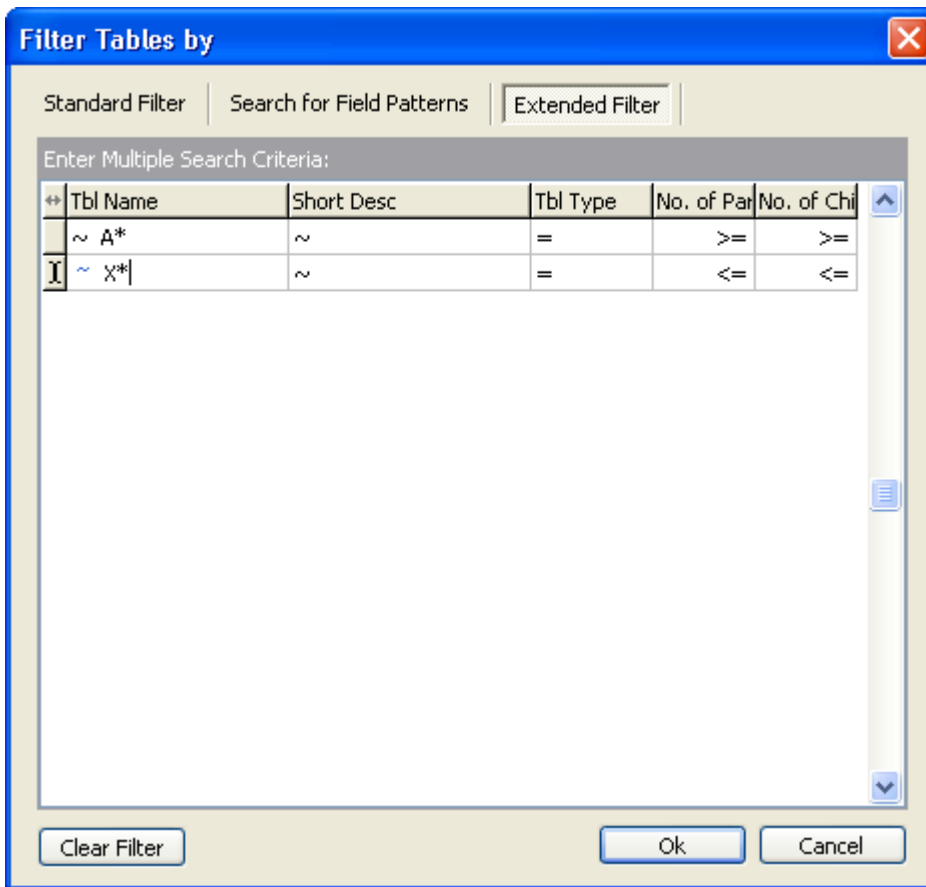 Filter Tables by
Standard Filter Search for Field Patterns Extended Filter
Enter Multiple Search Criteria:
Tbl Name Short Desc Tbl Type No. of Par No. of Chi
~ A* ~ = >= >=
~ X* ~ = <= <=
Clear Filter Ok Cancel